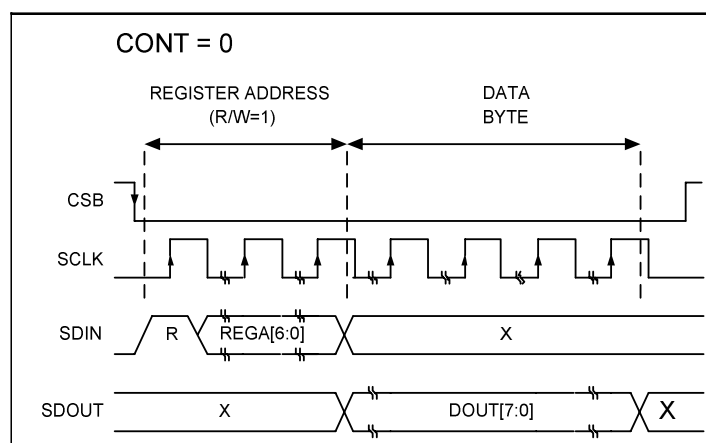 CONT = 0
REGISTER ADDRESS
(R/W=1)
DATA
BYTE
CSB
SCLK
SDIN
R
REGA[6:0]
X
SDOUT
X
DOUT[7:0]
X